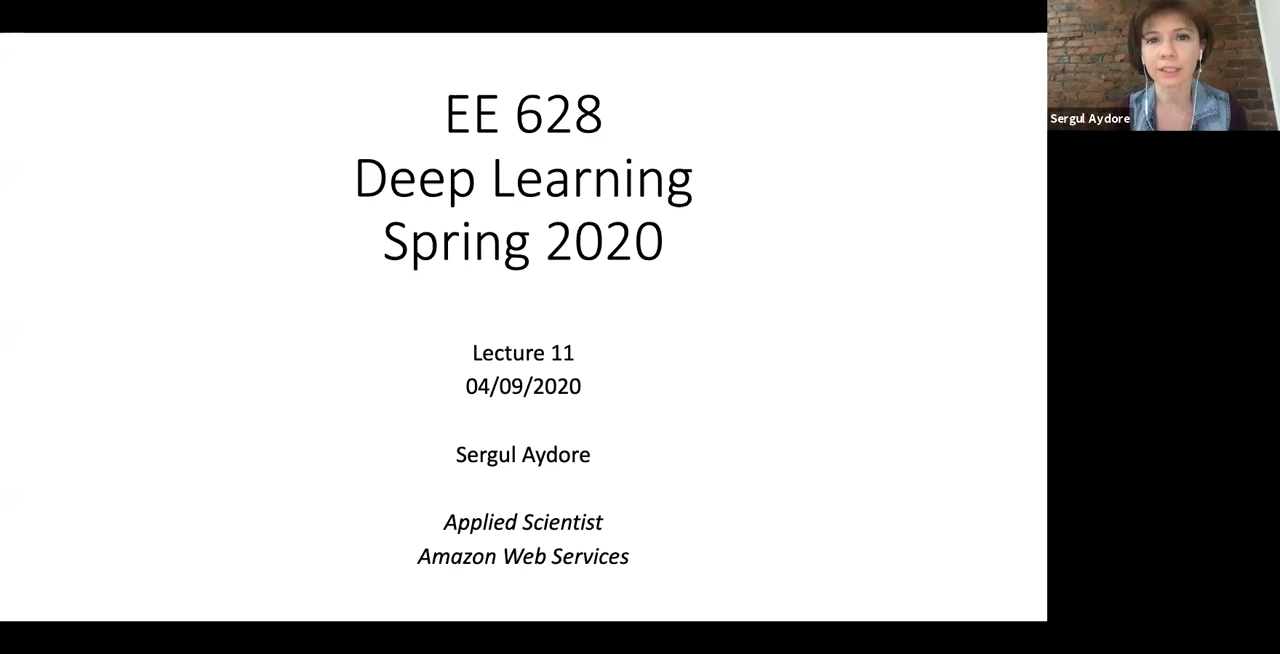 EE 628
Deep Learning
Spring 2020
Lecture 11
04/09/2020
Sergul Aydore
Applied Scientist
Amazon Web Services
Sergul Aydore